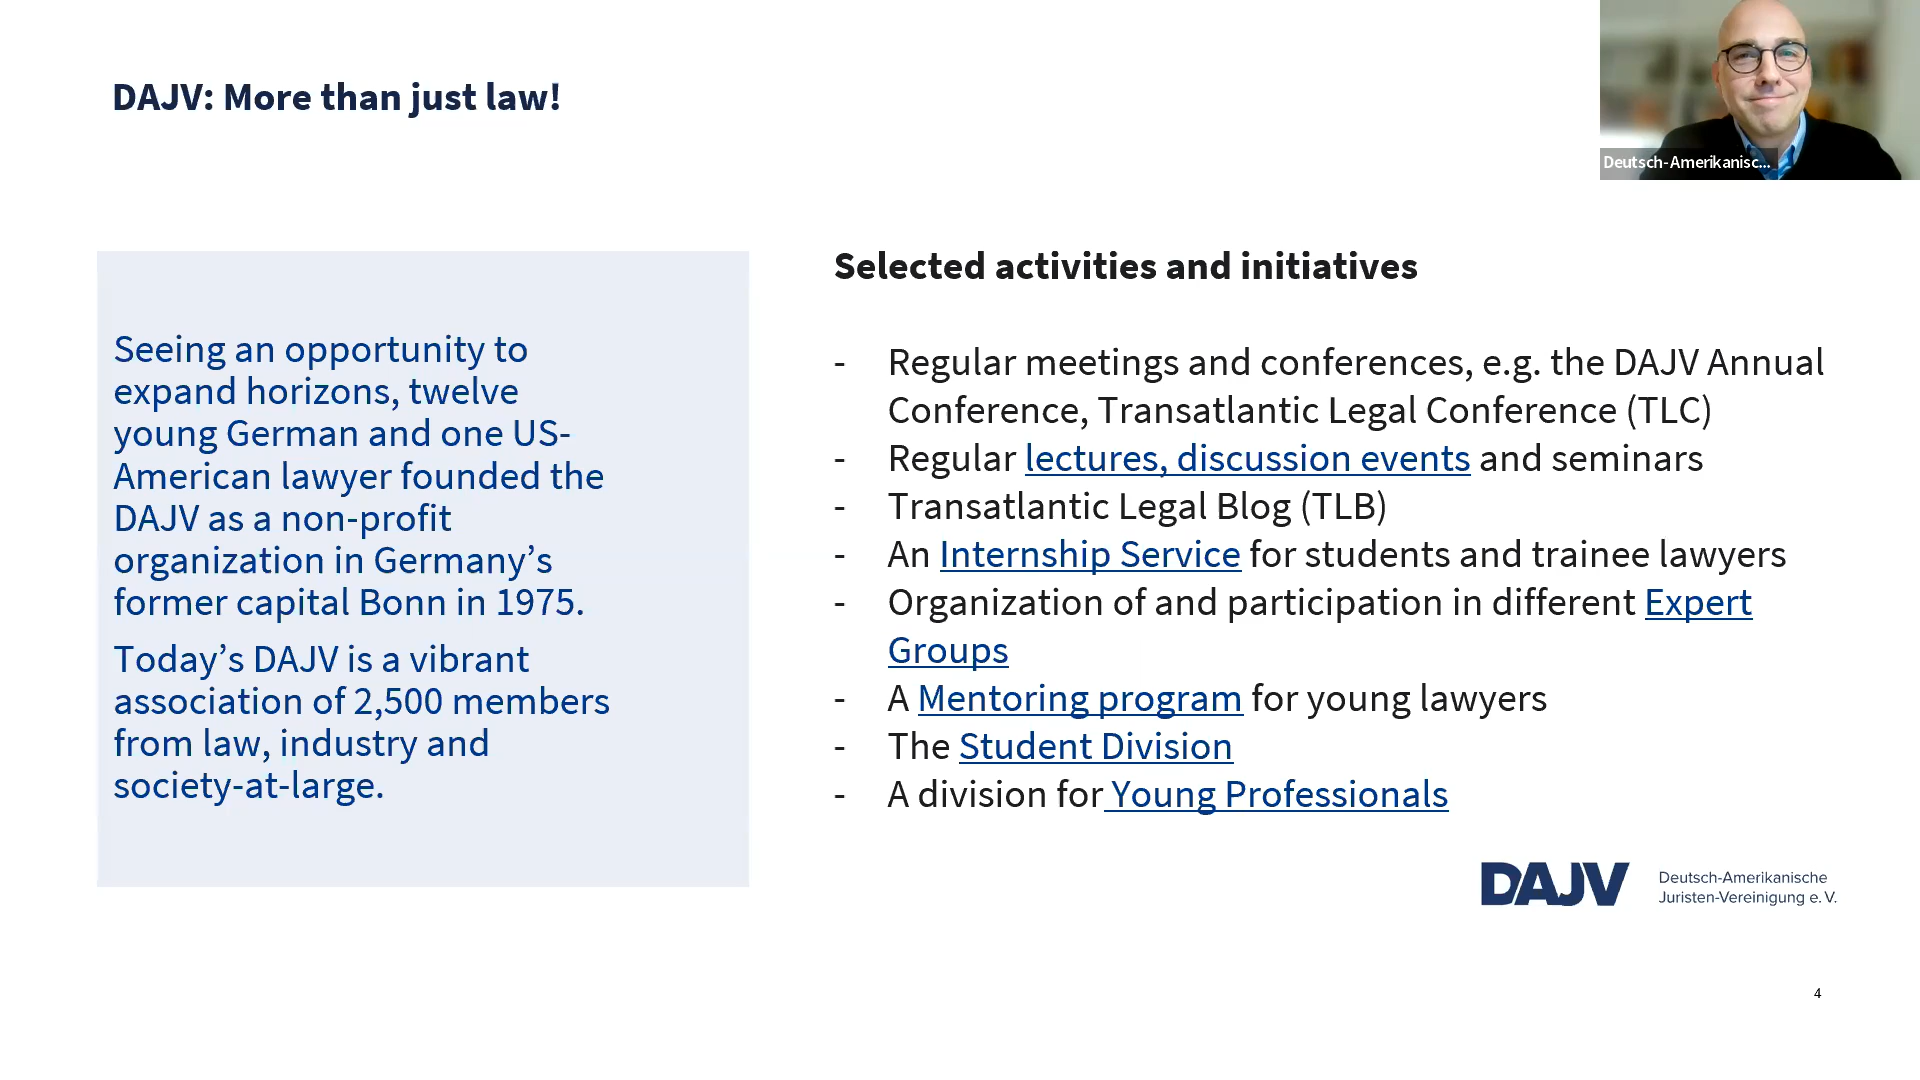 DAJV: More than just law!
Deutsch-Amerikanisc...
Seeing an opportunity to
expand horizons, twelve
young German and one US-
American lawyer founded the
DAJV as a non-profit
organization in Germany’s
former capital Bonn in 1975.
Today’s DAJV is a vibrant
association of 2,500 members
from law, industry and
society-at-large.
Selected activities and initiatives
- Regular meetings and conferences, e.g. the DAJV Annual
Conference, Transatlantic Legal Conference (TLC)
- Regular lectures, discussion events and seminars
- Transatlantic Legal Blog (TLB)
- An Internship Service for students and trainee lawyers
- Organization of and participation in different Expert
Groups
- A Mentoring program for young lawyers
- The Student Division
- A division for Young Professionals
DAJV
Deutsch-Amerikanische
Juristen-Vereinigung e. V.
4